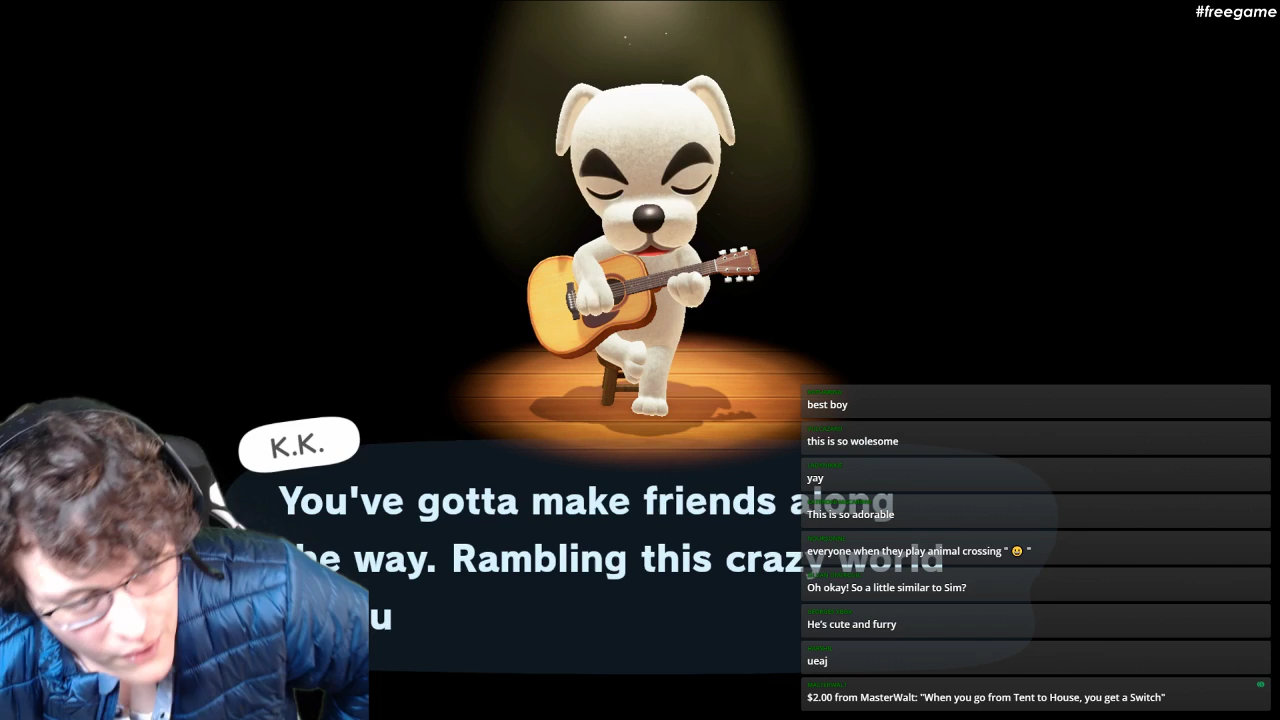 #freegame
K.K.
You've gotta make friends along
he way. Rambling this crazy world
u
best boy
this is so wolesome
yay
This is so adorable
everyone when they play animal crossing " 😀 "
Oh okay! So a little similar to Sim?
He's cute and furry
ueaj
MASTERWALT
$2.00 from MasterWalt: "When you go from Tent to House, you get a Switch"